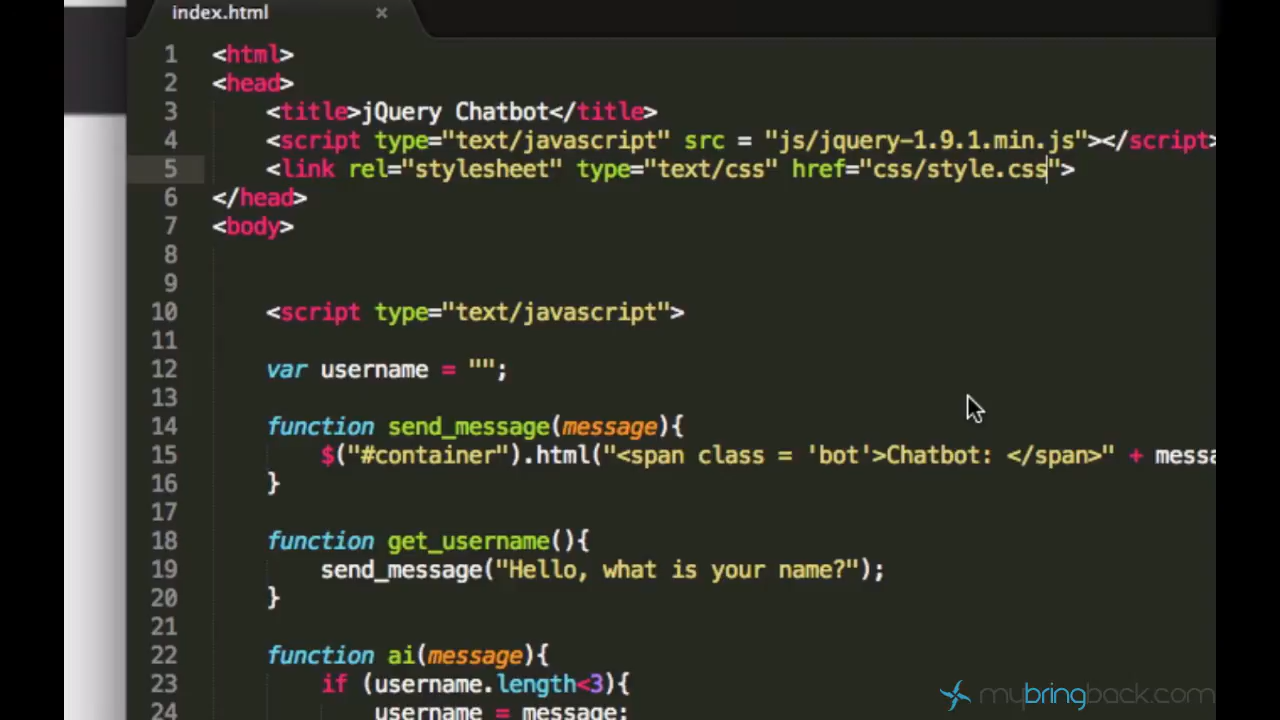 index.html ×
1 <html>
2 <head>
3 <title>jQuery Chatbot</title>
4 <script type="text/javascript" src = "js/jquery-1.9.1.min.js"></script>
5 <link rel="stylesheet" type="text/css" href="css/style.css">
6 </head>
7 <body>
8
9
10 <script type="text/javascript">
11
12 var username = "";
13
14 function send_message(message){
15 $("#container").html("<span class = 'bot'>Chatbot: </span>" + messa
16 }
17
18 function get_username(){
19 send_message("Hello, what is your name?");
20 }
21
22 function ai(message){
23 if (username.length<3){
24 username = message;
mybringback.com